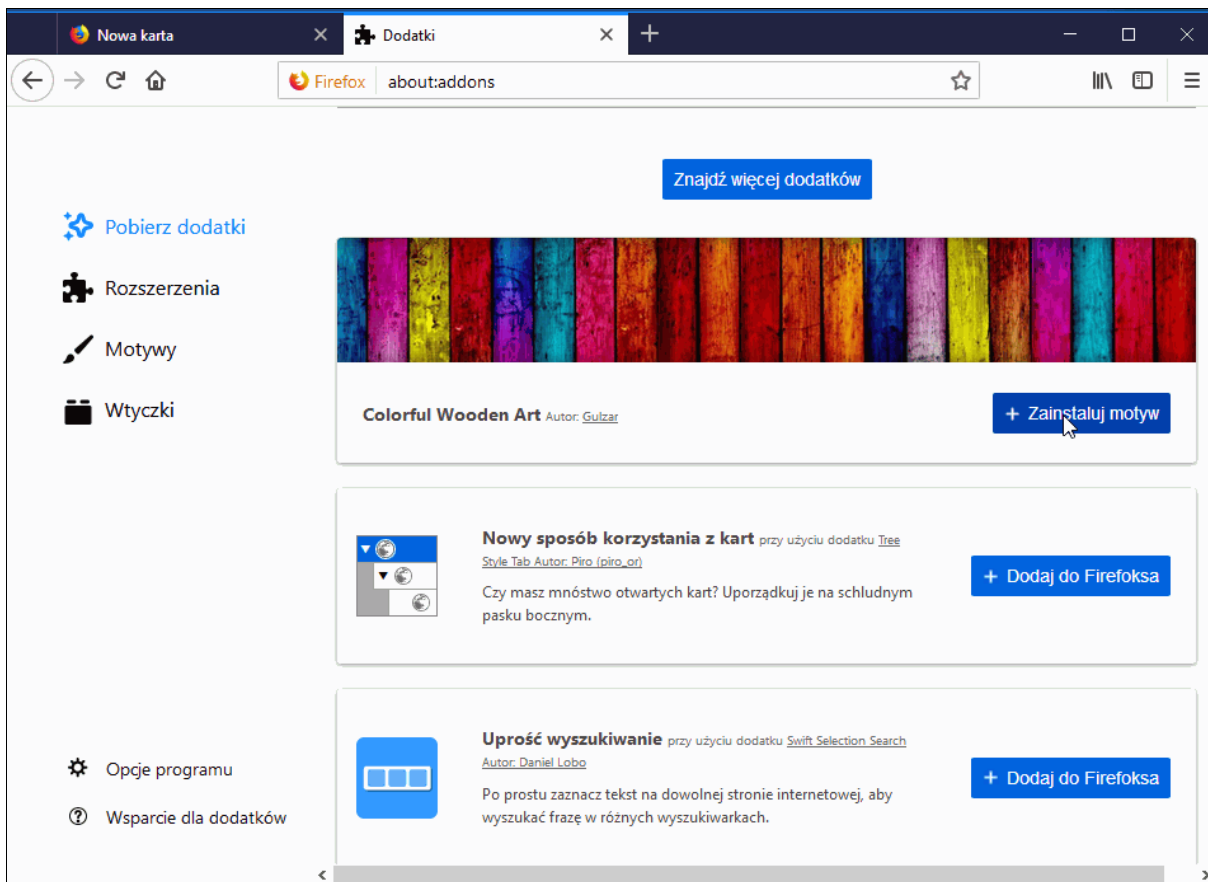 Nowa karta
Dodatki
Firefox about:addons
Znajdź więcej dodatków
Pobierz dodatki
Rozszerzenia
Motywy
Wtyczki
Colorful Wooden Art Autor: Gulzar
+ Zainstaluj motyw
Nowy sposób korzystania z kart przy użyciu dodatku Tree
Style Tab Autor: Piro (piro_or)
Czy masz mnóstwo otwartych kart? Uporządkuj je na schludnym
pasku bocznym.
+ Dodaj do Firefoksa
Uprość wyszukiwanie przy użyciu dodatku Swift Selection Search
Autor: Daniel Lobo
Po prostu zaznacz tekst na dowolnej stronie internetowej, aby
wyszukać frazę w różnych wyszukiwarkach.
+ Dodaj do Firefoksa
Opcje programu
Wsparcie dla dodatków